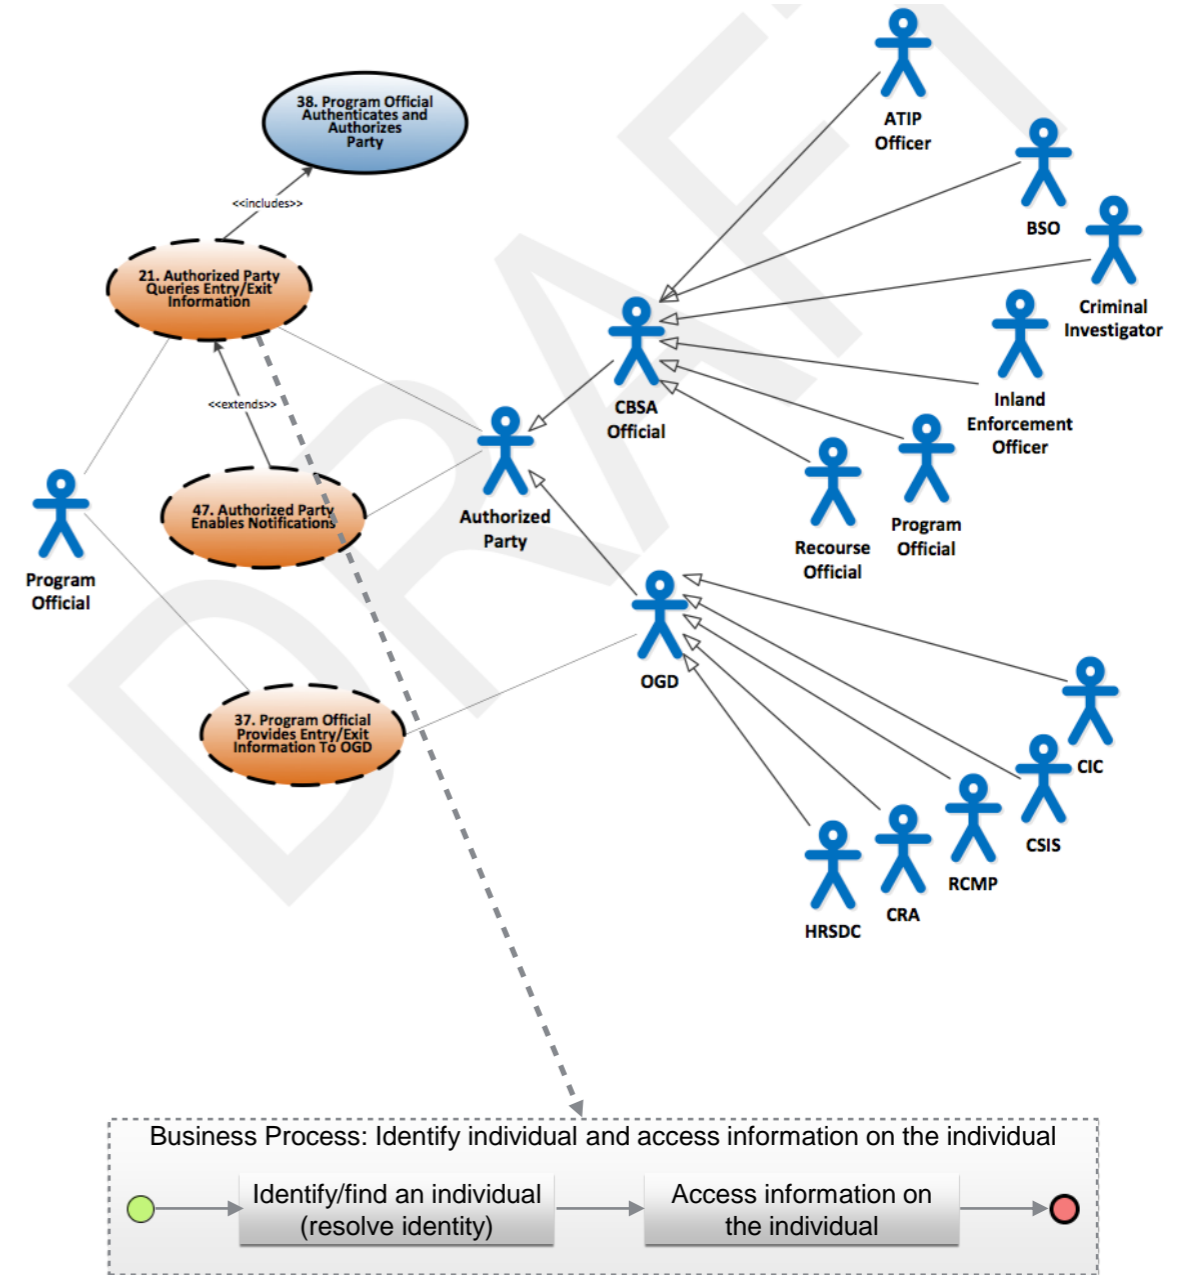 DRAFT
38. Program Official
Authenticates and
Authorizes
Party
<<includes>>
21. Authorized Party
Queries Entry/Exit
Information
<<extends>>
47. Authorized Party
Enables Notifications
Program
Official
37. Program Official
Provides Entry/Exit
Information To OGD
Authorized
Party
CBSA
Official
OGD
ATIP
Officer
BSO
Criminal
Investigator
Inland
Enforcement
Officer
Program
Official
Recourse
Official
CIC
CSIS
RCMP
CRA
HRSDC
Business Process: Identify individual and access information on the individual
Identify/find an individual
(resolve identity)
Access information on
the individual